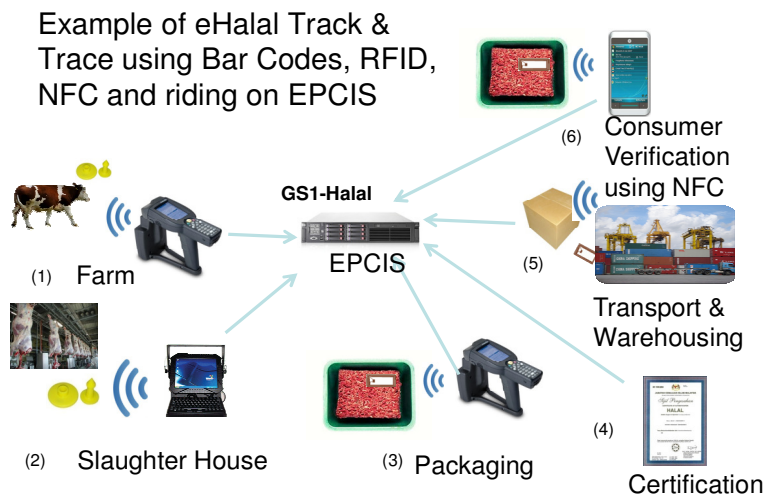 Example of eHalal Track &
Trace using Bar Codes, RFID,
NFC and riding on EPCIS
(6)
Consumer
Verification
using NFC
GS1-Halal
EPCIS
(1)
Farm
(5)
Transport &
Warehousing
(2)
Slaughter House
(3)
Packaging
(4)
HALAL
Certification